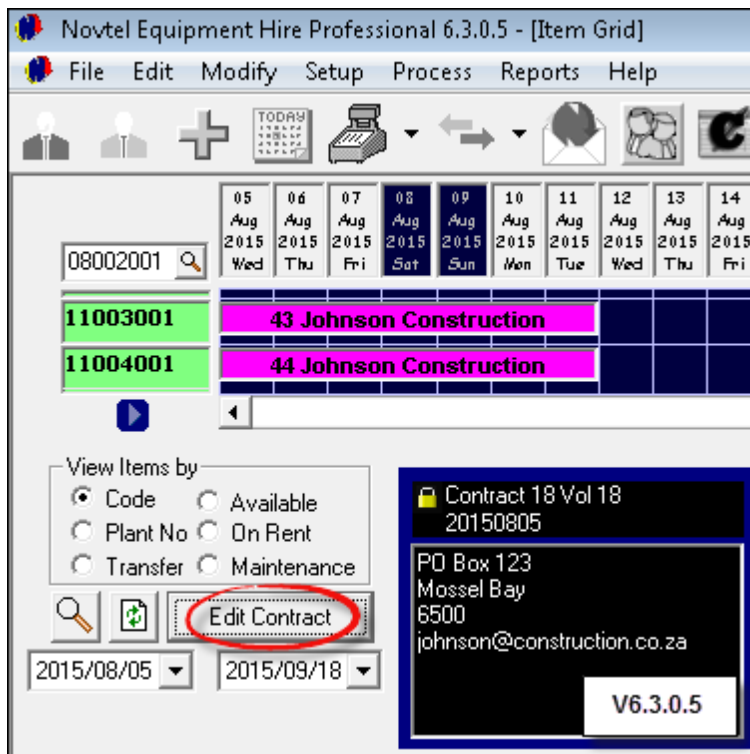 Novtel Equipment Hire Professional 6.3.0.5 - [Item Grid]
File Edit Modify Setup Process Reports Help
TODAY
05 06 07 08 09 10 11 12 13 14
Aug Aug Aug Aug Aug Aug Aug Aug Aug Aug
2015 2015 2015 2015 2015 2015 2015 2015 2015 2015
Wed Thu Fri Sat Sun Mon Tue Wed Thu Fri
08002001
11003001 43 Johnson Construction
11004001 44 Johnson Construction
View Items by
Code Available
Plant No On Rent
Transfer Maintenance
Edit Contract
2015/08/05 2015/09/18
Contract 18 Vol 18
20150805
PO Box 123
Mossel Bay
6500
johnson@construction.co.za
V6.3.0.5